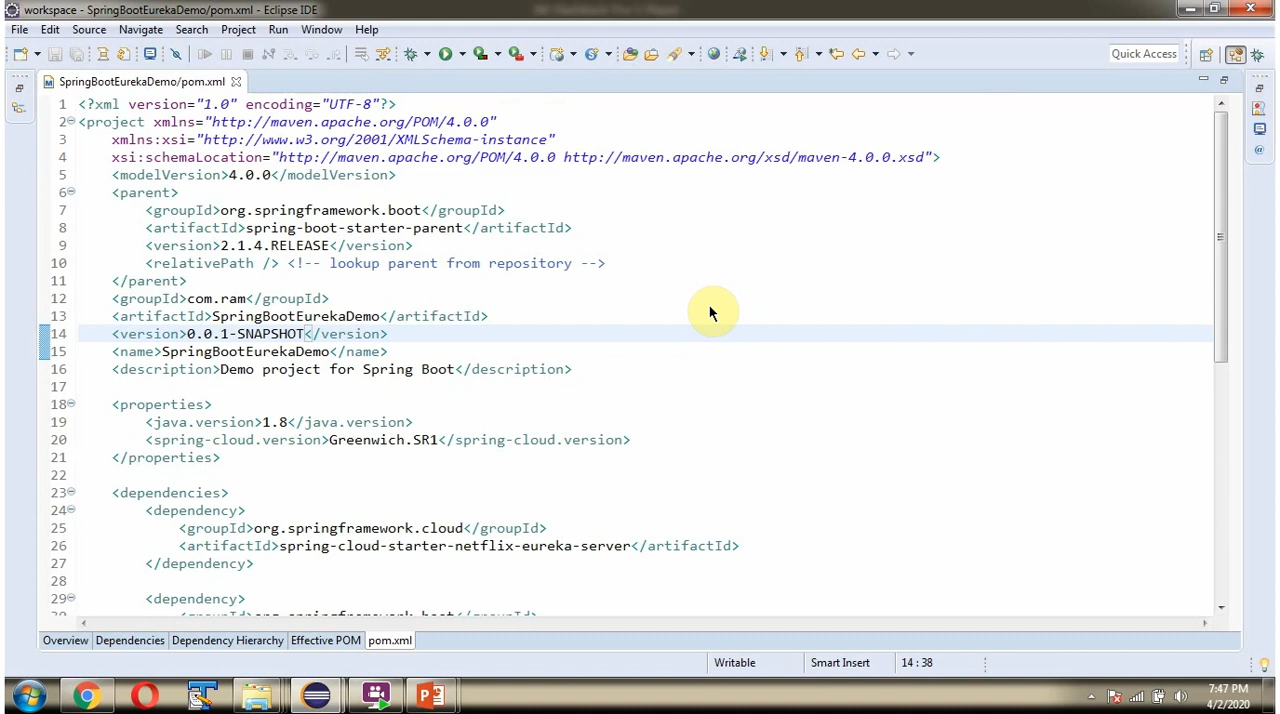 workspace - SpringBootEurekaDemo/pom.xml - Eclipse IDE
File Edit Source Navigate Search Project Run Window Help
Quick Access
SpringBootEurekaDemo/pom.xml
1 <?xml version="1.0" encoding="UTF-8"?>
2 <project xmlns="http://maven.apache.org/POM/4.0.0"
3 xmlns:xsi="http://www.w3.org/2001/XMLSchema-instance"
4 xsi:schemaLocation="http://maven.apache.org/POM/4.0.0 http://maven.apache.org/xsd/maven-4.0.0.xsd">
5 <modelVersion>4.0.0</modelVersion>
6 <parent>
7 <groupId>org.springframework.boot</groupId>
8 <artifactId>spring-boot-starter-parent</artifactId>
9 <version>2.1.4.RELEASE</version>
10 <relativePath /> <!-- lookup parent from repository -->
11 </parent>
12 <groupId>com.ram</groupId>
13 <artifactId>SpringBootEurekaDemo</artifactId>
14 <version>0.0.1-SNAPSHOT</version>
15 <name>SpringBootEurekaDemo</name>
16 <description>Demo project for Spring Boot</description>
17
18 <properties>
19 <java.version>1.8</java.version>
20 <spring-cloud.version>Greenwich.SR1</spring-cloud.version>
21 </properties>
22
23 <dependencies>
24 <dependency>
25 <groupId>org.springframework.cloud</groupId>
26 <artifactId>spring-cloud-starter-netflix-eureka-server</artifactId>
27 </dependency>
28
29 <dependency>
30 <groupId>org.springframework.boot</groupId>
Overview Dependencies Dependency Hierarchy Effective POM pom.xml
Writable Smart Insert 14 : 38
7:47 PM
4/2/2020